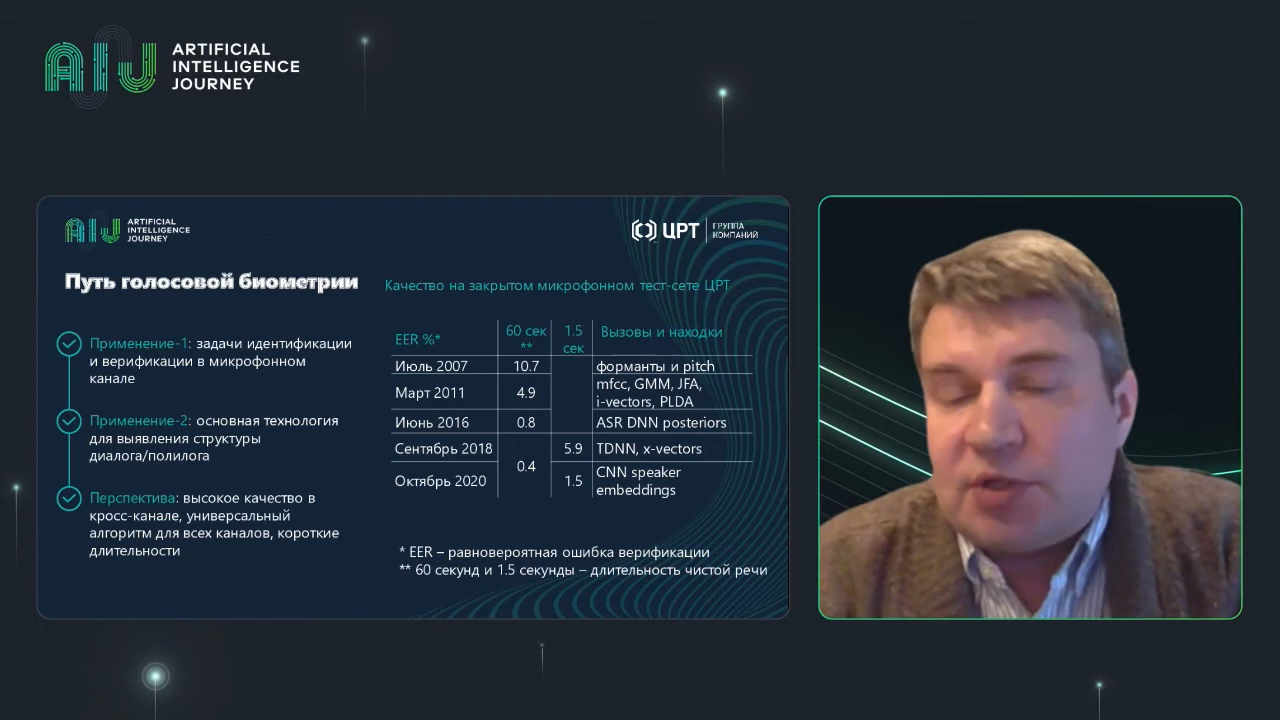 ARTIFICIAL
INTELLIGENCE
JOURNEY
ARTIFICIAL
INTELLIGENCE
JOURNEY
ЦРТ
ГРУППА
КОМПАНИЙ
Путь голосовой биометрии
Применение-1: задачи идентификации
и верификации в микрофонном
канале
Применение-2: основная технология
для выявления структуры
диалога/полилога
Перспектива: высокое качество в
кросс-канале, универсальный
алгоритм для всех каналов, короткие
длительности
Качество на закрытом микрофонном тест-сете ЦРТ
EER %*
60 сек
**
1.5
сек
Вызовы и находки
Июль 2007 10.7 форманты и pitch
Март 2011 4.9 mfcc, GMM, JFA,
i-vectors, PLDA
Июнь 2016 0.8 ASR DNN posteriors
Сентябрь 2018 5.9 TDNN, x-vectors
0.4
Октябрь 2020 1.5 CNN speaker
embeddings
* EER – равновероятная ошибка верификации
** 60 секунд и 1.5 секунды – длительность чистой речи